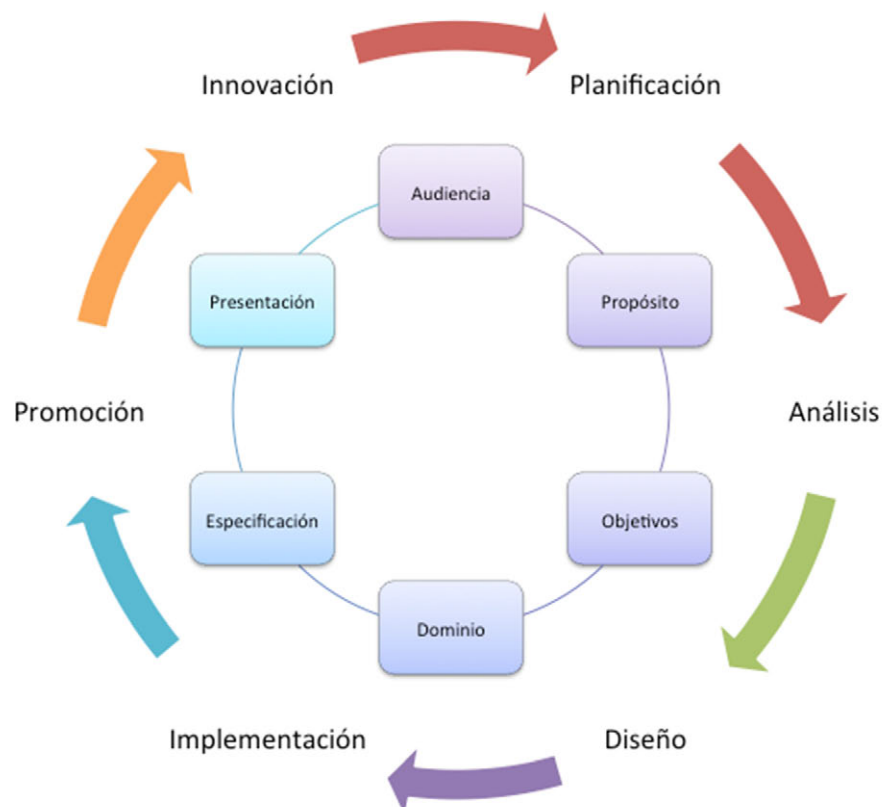 Innovación
Planificación
Audiencia
Presentación
Propósito
Promoción
Análisis
Especificación
Objetivos
Dominio
Implementación
Diseño